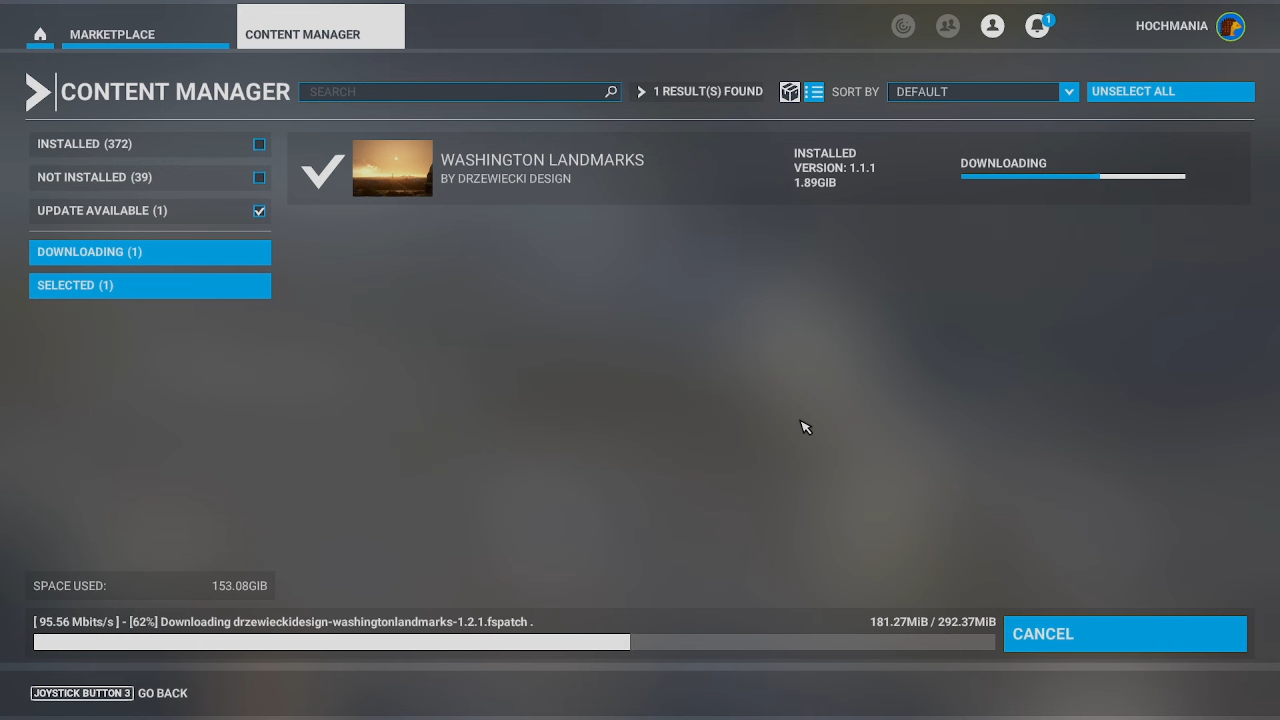 MARKETPLACE
CONTENT MANAGER
1
HOCHMANIA
CONTENT MANAGER
SEARCH
1 RESULT(S) FOUND
SORT BY
DEFAULT
UNSELECT ALL
INSTALLED (372)
NOT INSTALLED (39)
UPDATE AVAILABLE (1)
DOWNLOADING (1)
SELECTED (1)
WASHINGTON LANDMARKS
BY DRZEWIECKI DESIGN
INSTALLED
VERSION: 1.1.1
1.89GIB
DOWNLOADING
SPACE USED: 153.08GIB
[ 95.56 Mbits/s ] - [62%] Downloading drzewieckidesign-washingtonlandmarks-1.2.1.fspatch .
181.27MiB / 292.37MiB
CANCEL
JOYSTICK BUTTON 3 GO BACK